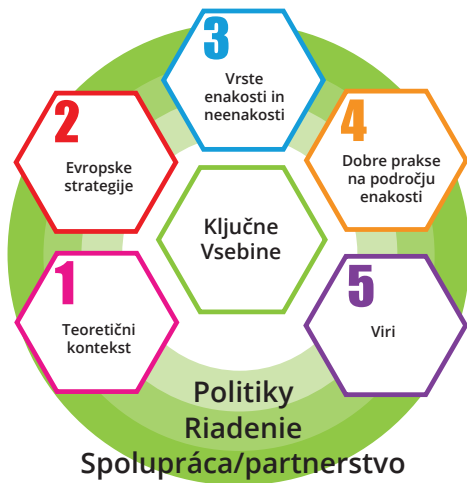 1
Teoretični
kontekst
2
Evropske
strategije
3
Vrste
enakosti in
neenakosti
4
Dobre prakse
na področju
enakosti
5
Viri
Ključne
Vsebine
Politiky
Riadenie
Spolupráca/partnerstvo